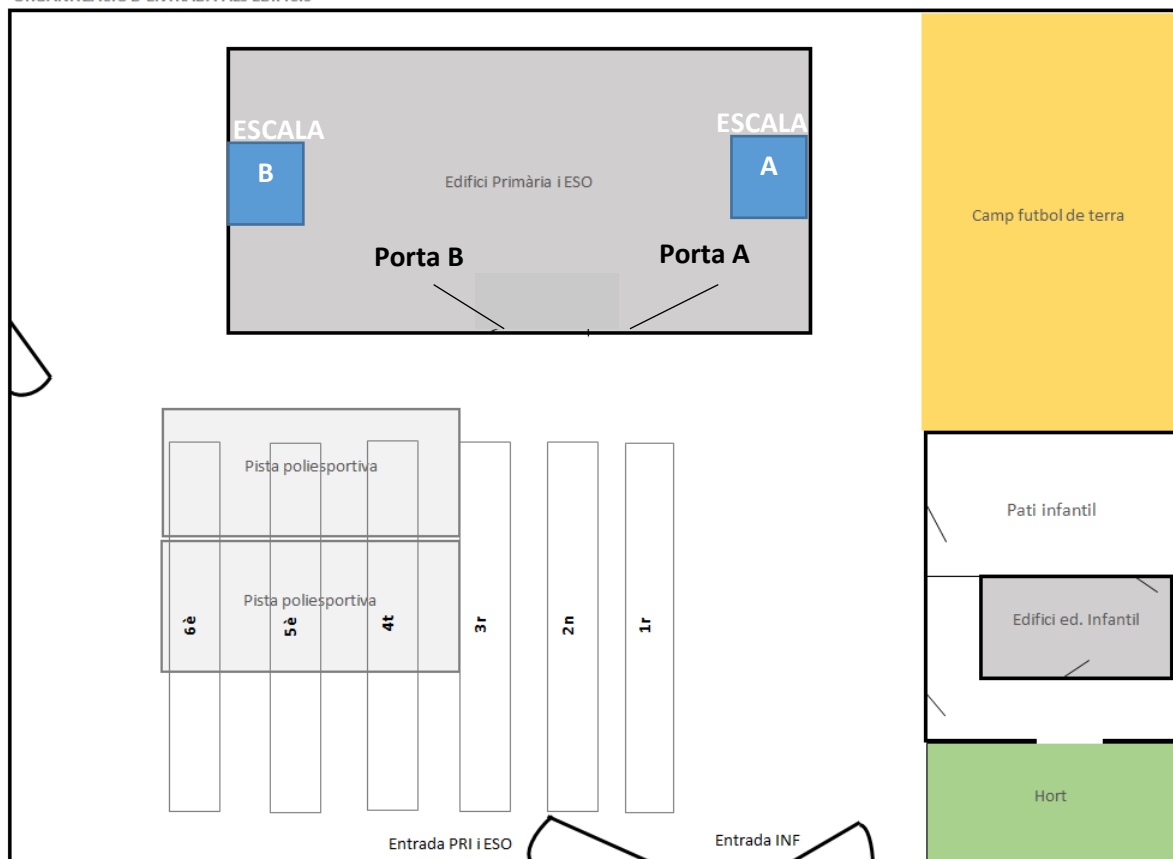 ESCALA
B
ESCALA
A
Edifici Primària i ESO
Camp futbol de terra
Porta B
Porta A
Pista poliesportiva
Pati infantil
Pista poliesportiva
6è
5è
4t
3r
2n
1r
Edifici ed. Infantil
Hort
Entrada PRI i ESO
Entrada INF